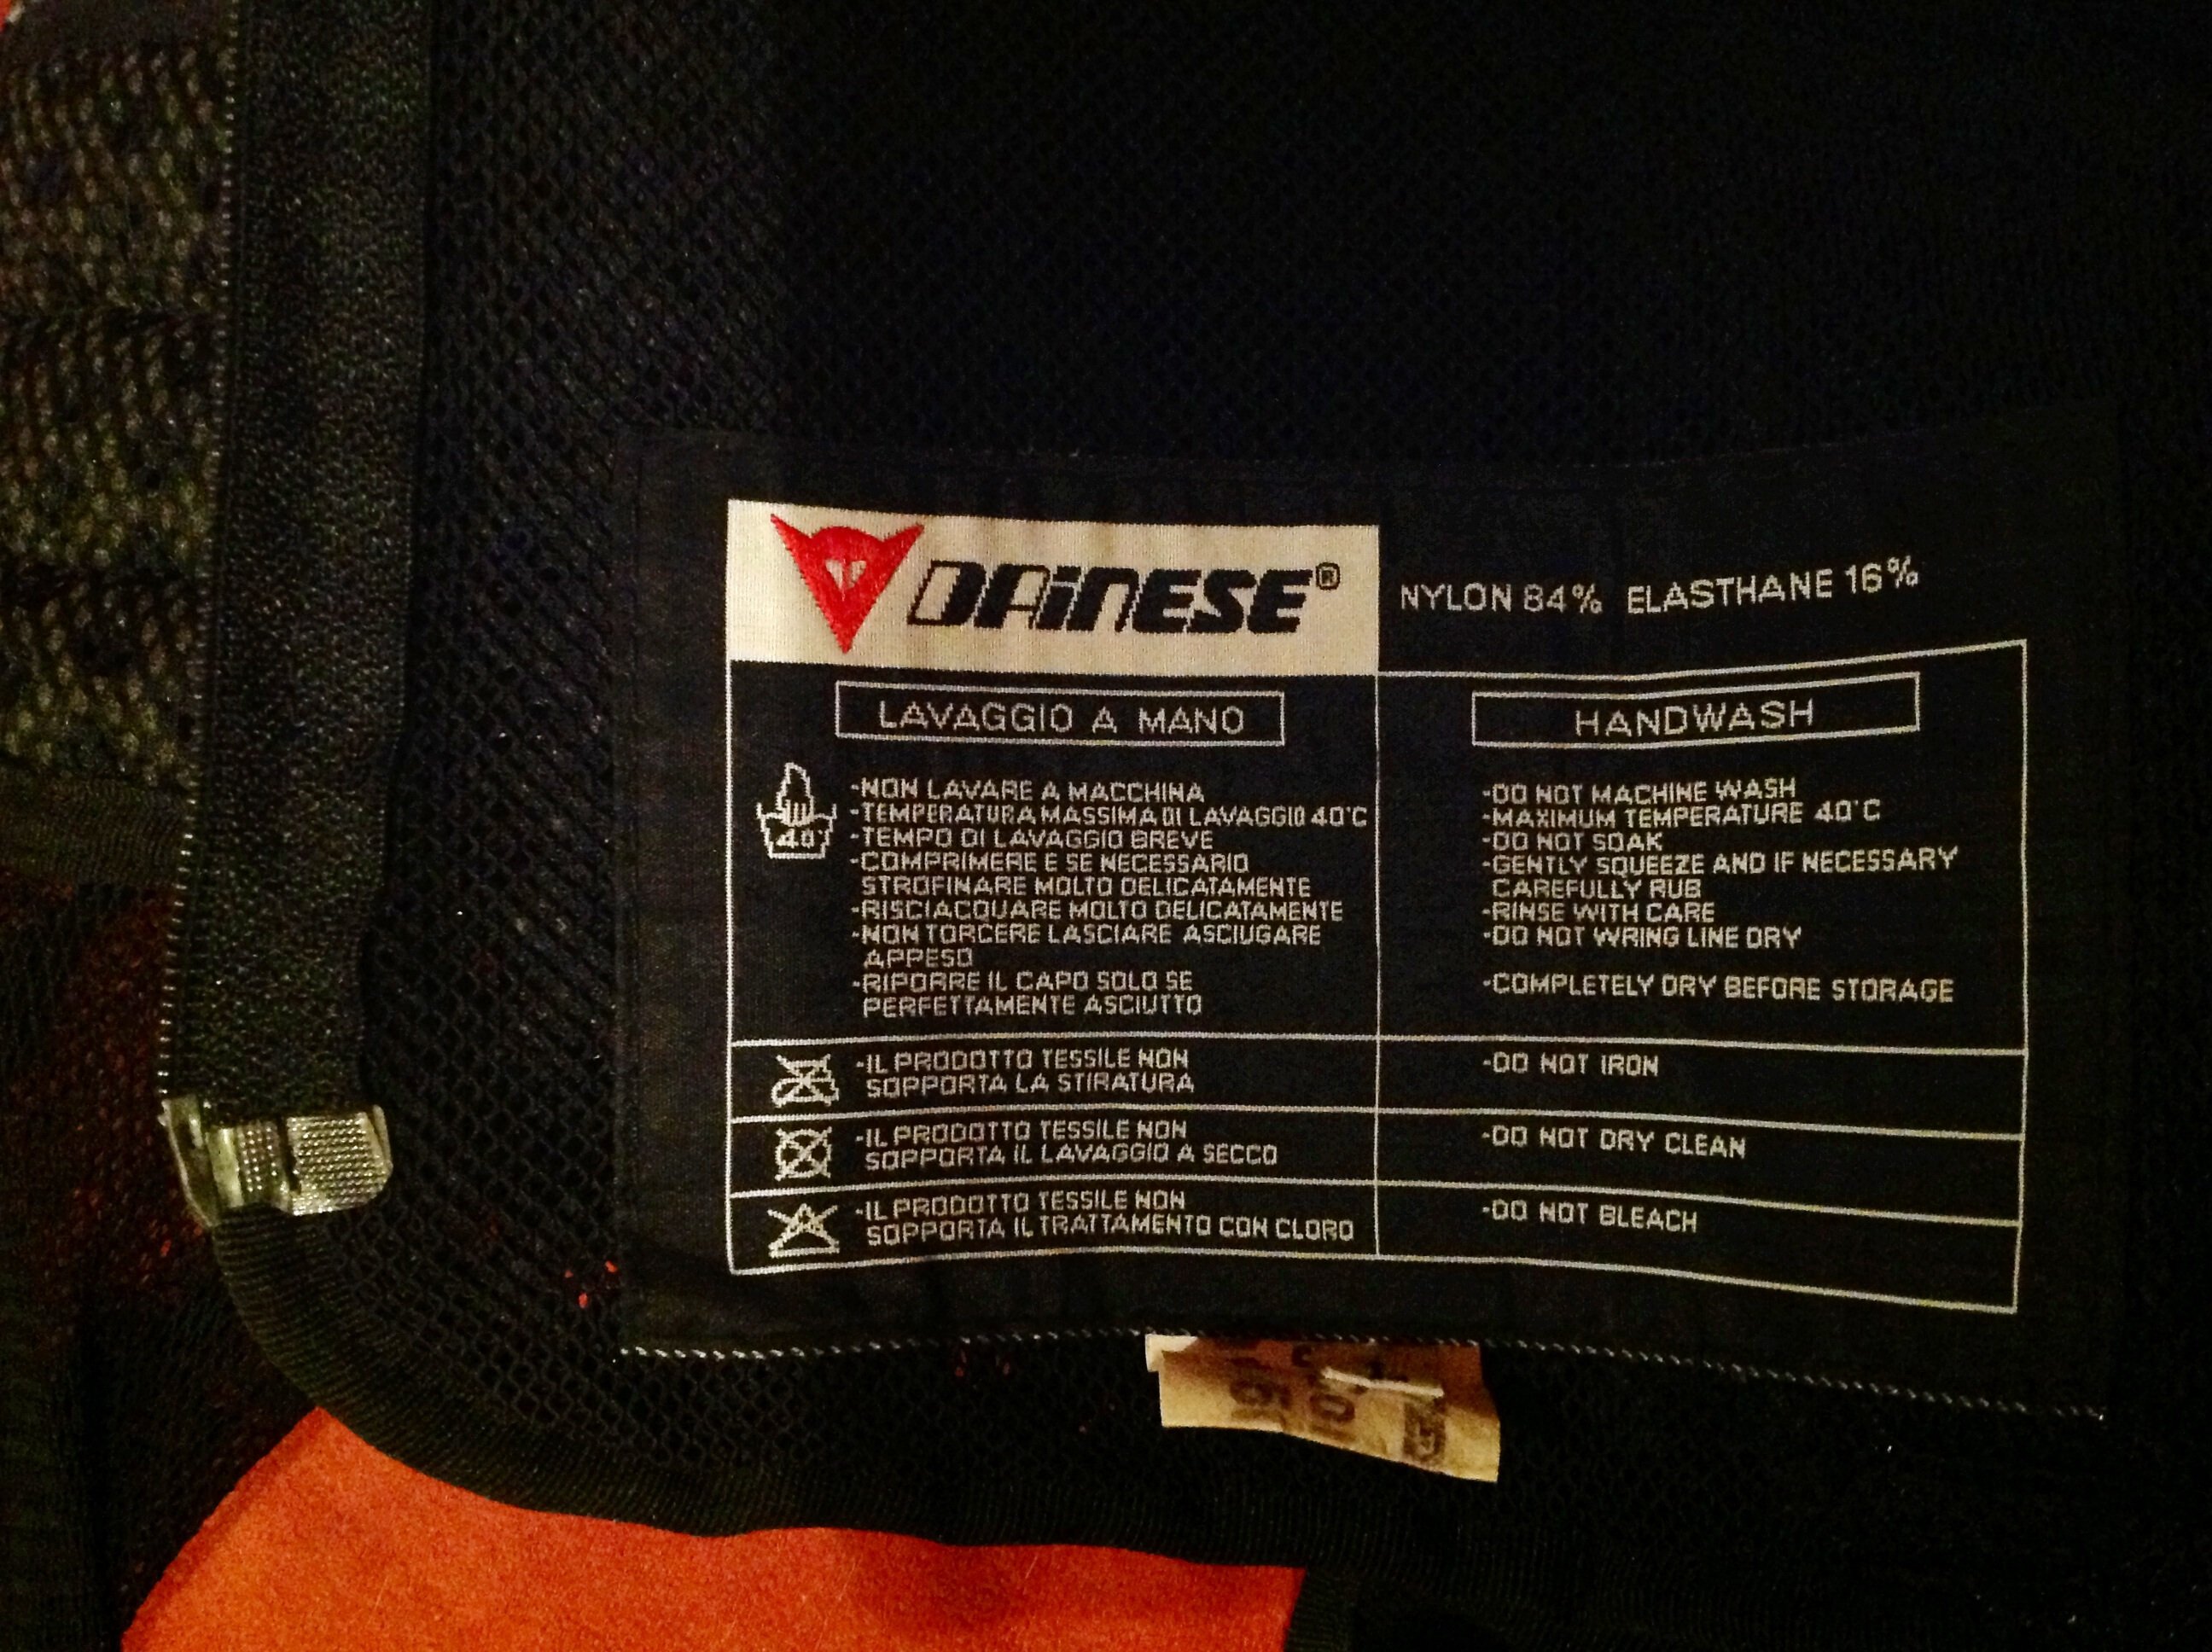 DAINESE®
NYLON 84% ELASTHANE 16%
LAVAGGIO A MANO
40°
-NON LAVARE A MACCHINA
-TEMPERATURA MASSIMA DI LAVAGGIO 40°C
-TEMPO DI LAVAGGIO BREVE
-COMPRIMERE E SE NECESSARIO
STROFINARE MOLTO DELICATAMENTE
-RISCIACQUARE MOLTO DELICATAMENTE
-NON TORCERE LASCIARE ASCIUGARE
APPESO
-RIPORRE IL CAPO SOLO SE
PERFETTAMENTE ASCIUTTO
-IL PRODOTTO TESSILE NON
SOPPORTA LA STIRATURA
-IL PRODOTTO TESSILE NON
SOPPORTA IL LAVAGGIO A SECCO
-IL PRODOTTO TESSILE NON
SOPPORTA IL TRATTAMENTO CON CLORO
HANDWASH
-DO NOT MACHINE WASH
-MAXIMUM TEMPERATURE 40°C
-DO NOT SOAK
-GENTLY SQUEEZE AND IF NECESSARY
CAREFULLY RUB
-RINSE WITH CARE
-DO NOT WRING LINE DRY
-COMPLETELY DRY BEFORE STORAGE
-DO NOT IRON
-DO NOT DRY CLEAN
-DO NOT BLEACH